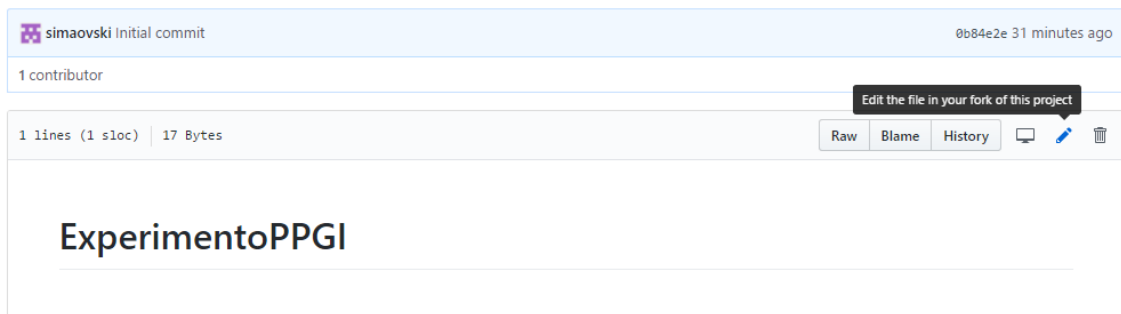 simaovski Initial commit 0b84e2e 31 minutes ago
1 contributor
Edit the file in your fork of this project
1 lines (1 sloc) 17 Bytes Raw Blame History
ExperimentoPPGI